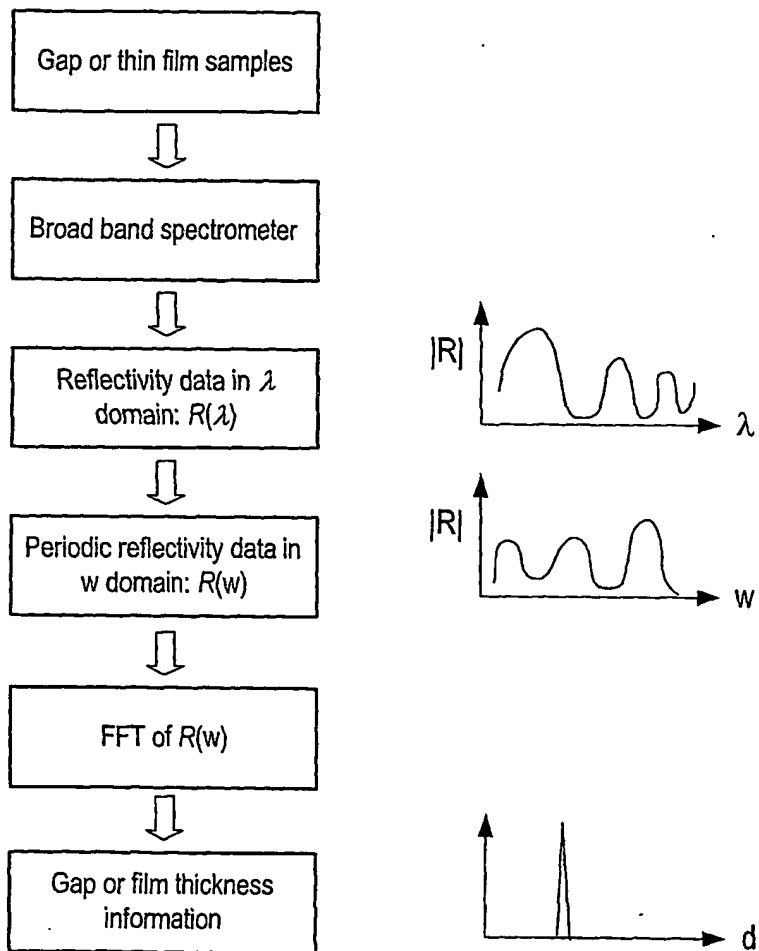 Gap or thin film samples
Broad band spectrometer
Reflectivity data in λ
domain: R(λ)
|R|
λ
Periodic reflectivity data in
w domain: R(w)
|R|
w
FFT of R(w)
Gap or film thickness
information
d